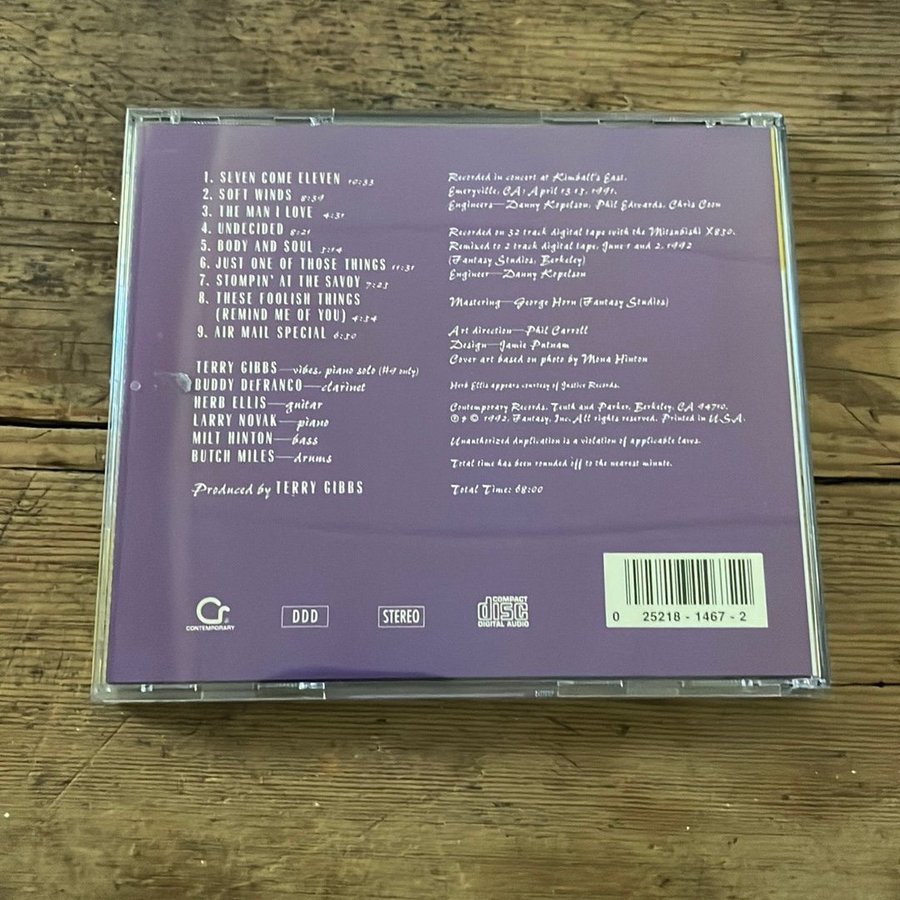 1. SEVEN COME ELEVEN 10:33
2. SOFT WINDS 8:39
3. THE MAN I LOVE 4:31
4. UNDECIDED 8:21
5. BODY AND SOUL 5:14
6. JUST ONE OF THOSE THINGS 11:31
7. STOMPIN' AT THE SAVOY 7:23
8. THESE FOOLISH THINGS
(REMIND ME OF YOU) 4:34
9. AIR MAIL SPECIAL 6:30
TERRY GIBBS—vibes, piano solo (#9 only)
BUDDY DEFRANCO—clarinet
HERB ELLIS—guitar
LARRY NOVAK—piano
MILT HINTON—bass
BUTCH MILES—drums
Produced by TERRY GIBBS
Recorded in concert at Kimball's East,
Emeryville, CA; April 13-15, 1991.
Engineers—Danny Kopelson, Phil Edwards, Chris Coon
Recorded on 32 track digital tape with the Mitsubishi X850.
Remixed to 2 track digital tape, June 1 and 2, 1992
(Fantasy Studios, Berkeley)
Engineer—Danny Kopelson
Mastering—George Horn (Fantasy Studios)
Art direction—Phil Carroll
Design—Jamie Putnam
Cover art based on photo by Mona Hinton
Herb Ellis appears courtesy of Justice Records.
Contemporary Records, Tenth and Parker, Berkeley, CA 94710.
℗ + © 1992, Fantasy, Inc. All rights reserved. Printed in U.S.A.
Unauthorized duplication is a violation of applicable laws.
Total time has been rounded off to the nearest minute.
Total Time: 68:00
CR
CONTEMPORARY
DDD
STEREO
COMPACT
disc
DIGITAL AUDIO
0 25218 - 1467 - 2